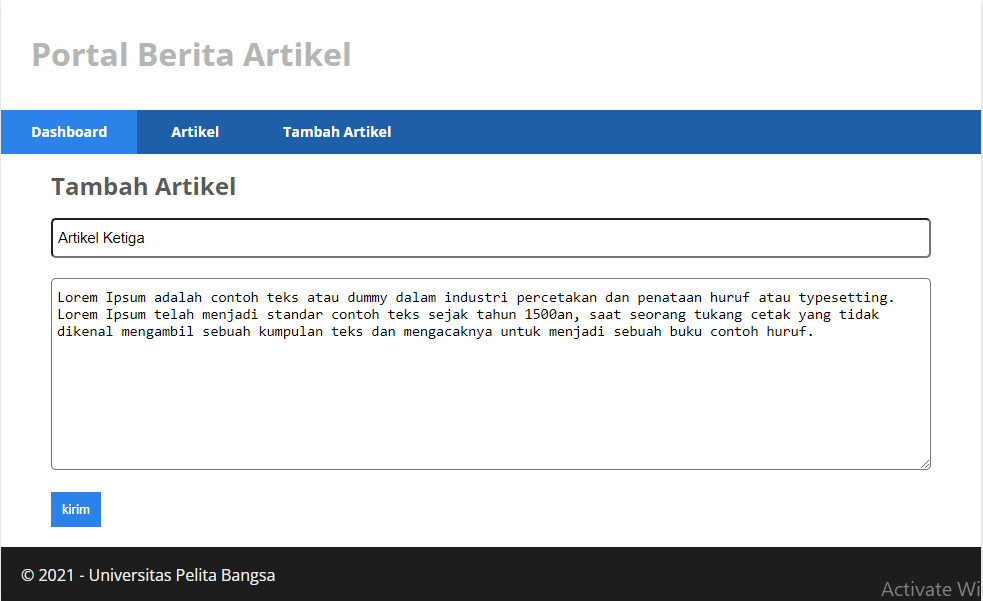 Portal Berita Artikel
Dashboard Artikel Tambah Artikel
Tambah Artikel
Artikel Ketiga
Lorem Ipsum adalah contoh teks atau dummy dalam industri percetakan dan penataan huruf atau typesetting.
Lorem Ipsum telah menjadi standar contoh teks sejak tahun 1500an, saat seorang tukang cetak yang tidak
dikenal mengambil sebuah kumpulan teks dan mengacaknya untuk menjadi sebuah buku contoh huruf.
kirim
© 2021 - Universitas Pelita Bangsa
Activate Wi